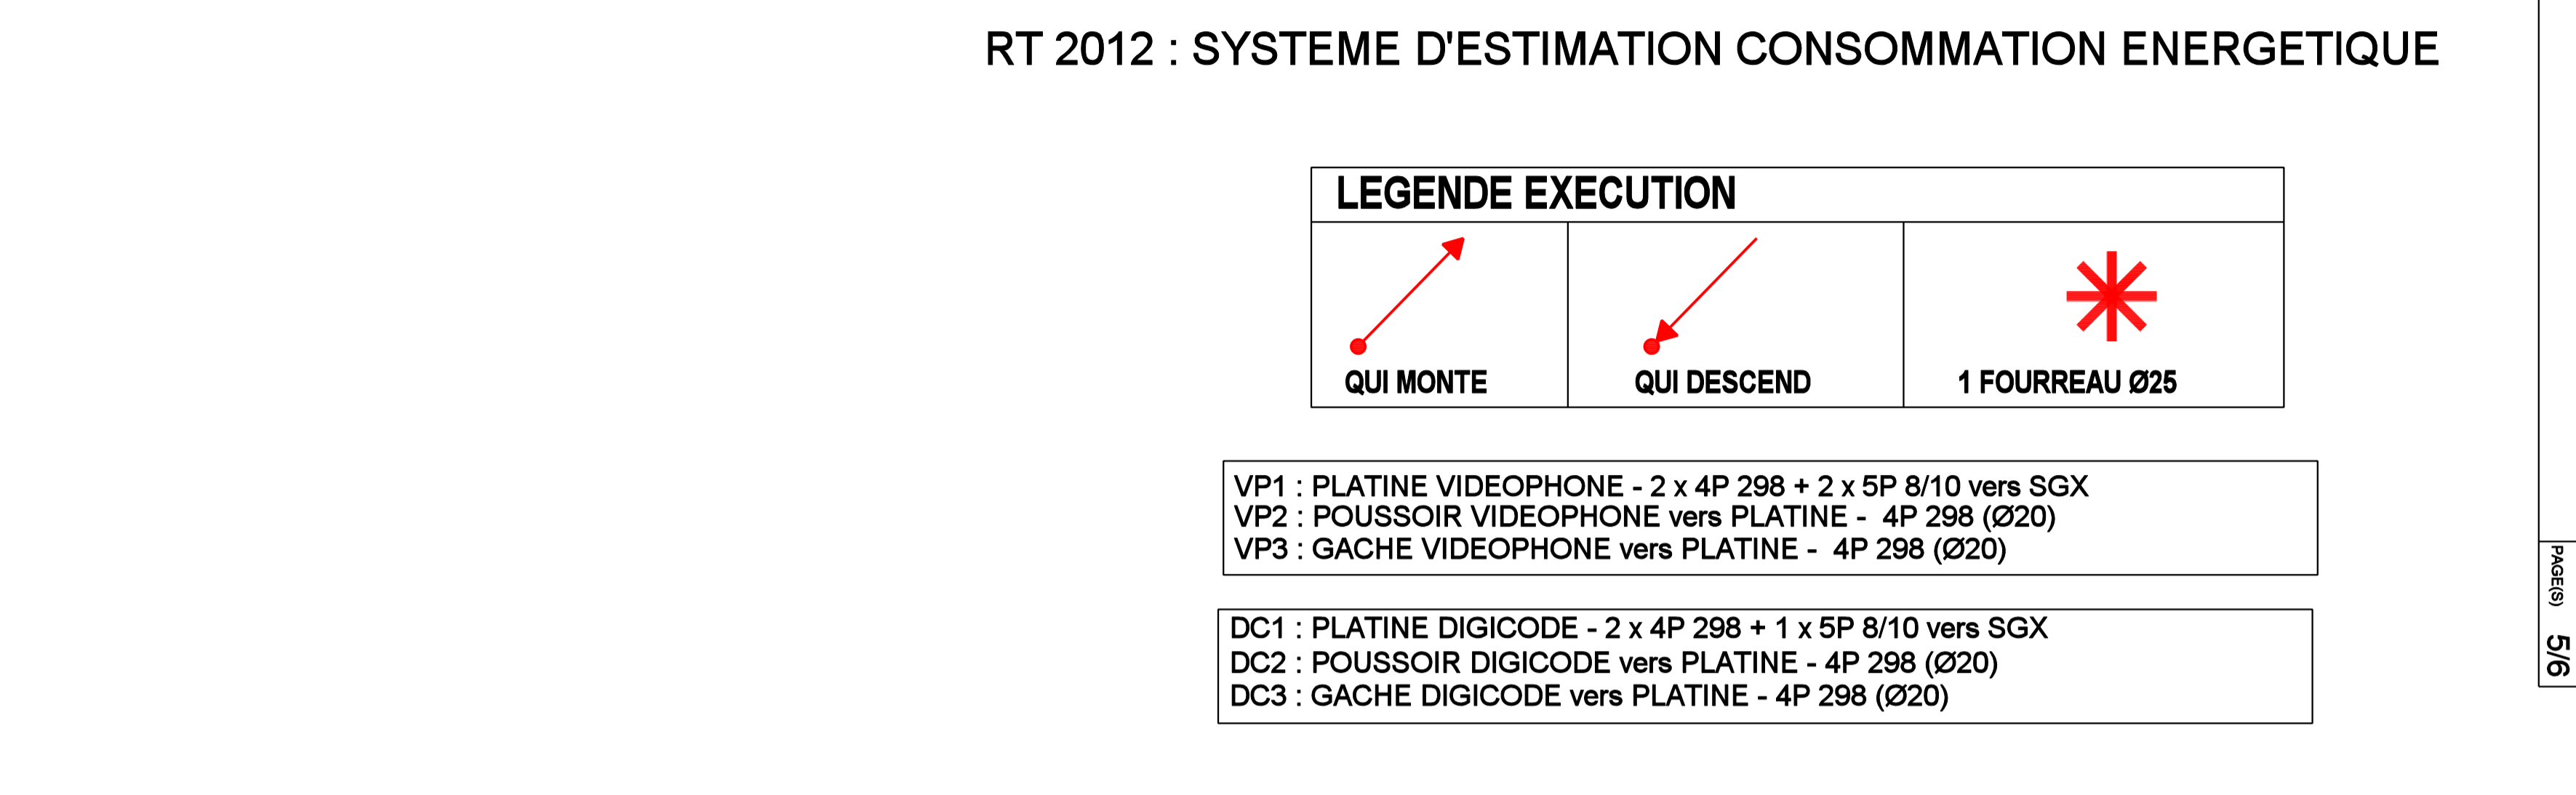 RT 2012 : SYSTEME D'ESTIMATION CONSOMMATION ENERGETIQUE
LEGENDE EXECUTION
QUI MONTE
QUI DESCEND
1 FOURREAU Ø25
VP1 : PLATINE VIDEOPHONE - 2 x 4P 298 + 2 x 5P 8/10 vers SGX
VP2 : POUSSOIR VIDEOPHONE vers PLATINE - 4P 298 (Ø20)
VP3 : GACHE VIDEOPHONE vers PLATINE - 4P 298 (Ø20)
DC1 : PLATINE DIGICODE - 2 x 4P 298 + 1 x 5P 8/10 vers SGX
DC2 : POUSSOIR DIGICODE vers PLATINE - 4P 298 (Ø20)
DC3 : GACHE DIGICODE vers PLATINE - 4P 298 (Ø20)
PAGE(S) 5/6